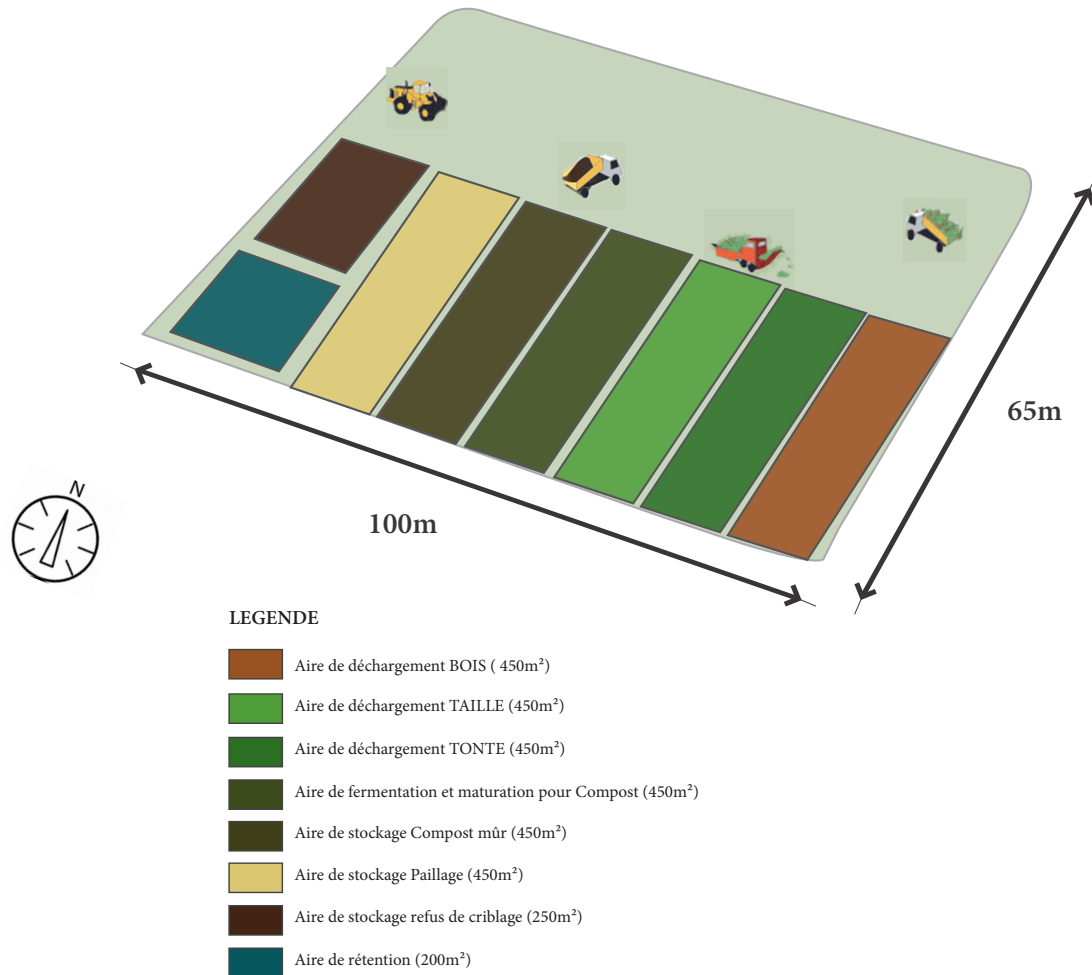 65m
100m
N
LEGENDE
Aire de déchargement BOIS ( 450m²)
Aire de déchargement TAILLE (450m²)
Aire de déchargement TONTE (450m²)
Aire de fermentation et maturation pour Compost (450m²)
Aire de stockage Compost mûr (450m²)
Aire de stockage Paillage (450m²)
Aire de stockage refus de criblage (250m²)
Aire de rétention (200m²)